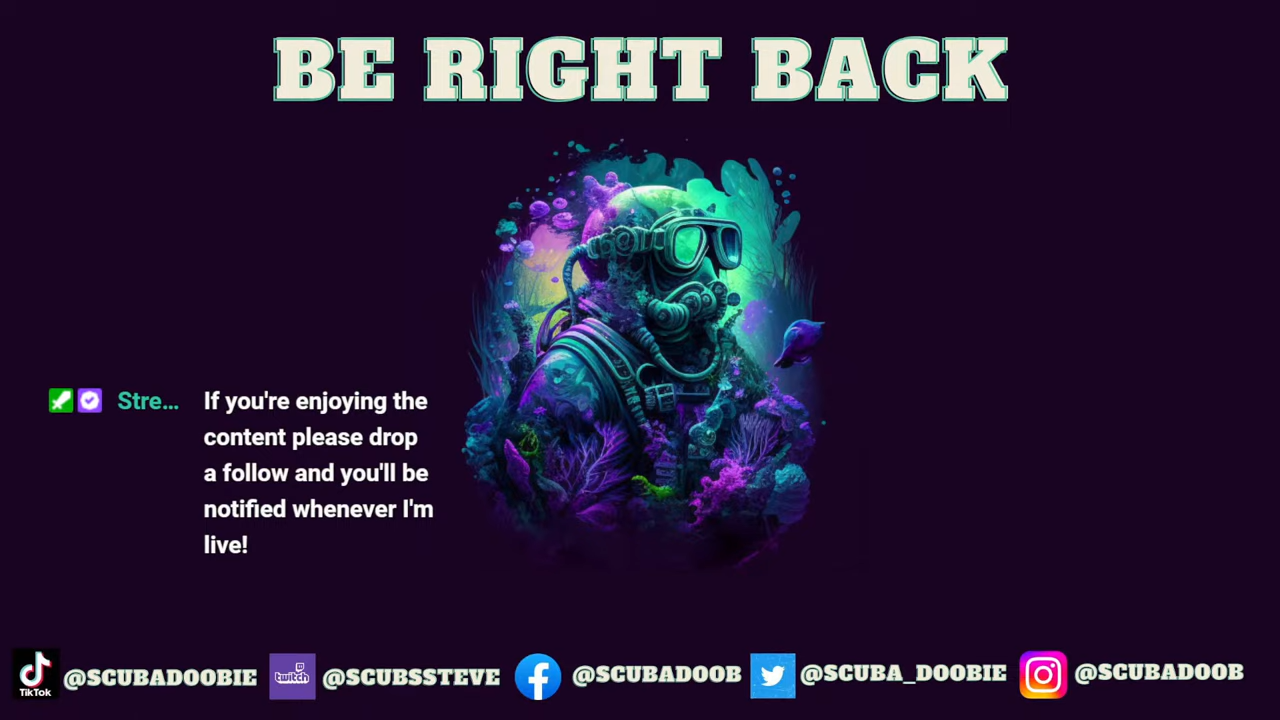 BE RIGHT BACK
Stre... If you're enjoying the
content please drop
a follow and you'll be
notified whenever I'm
live!
TikTok @SCUBADOOBIE twitch @SCUBSSTEVE @SCUBADOOB @SCUBA_DOOBIE @SCUBADOOB